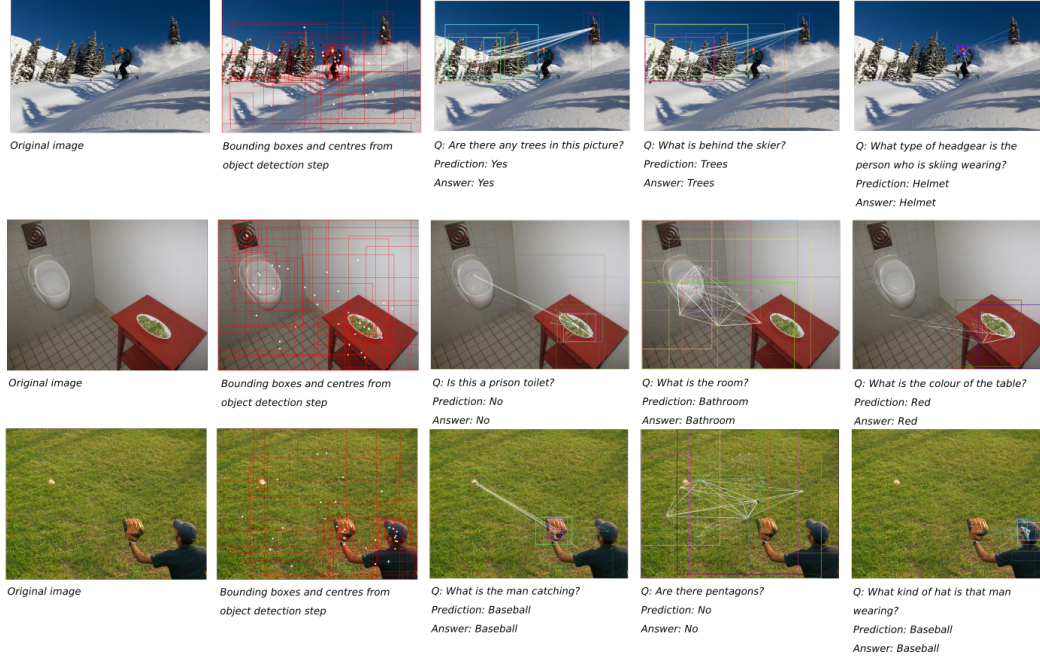 Original image
Bounding boxes and centres from
object detection step
Q: Are there any trees in this picture?
Prediction: Yes
Answer: Yes
Q: What is behind the skier?
Prediction: Trees
Answer: Trees
Q: What type of headgear is the
person who is skiing wearing?
Prediction: Helmet
Answer: Helmet
Original image
Bounding boxes and centres from
object detection step
Q: Is this a prison toilet?
Prediction: No
Answer: No
Q: What is the room?
Prediction: Bathroom
Answer: Bathroom
Q: What is the colour of the table?
Prediction: Red
Answer: Red
Original image
Bounding boxes and centres from
object detection step
Q: What is the man catching?
Prediction: Baseball
Answer: Baseball
Q: Are there pentagons?
Prediction: No
Answer: No
Q: What kind of hat is that man
wearing?
Prediction: Baseball
Answer: Baseball